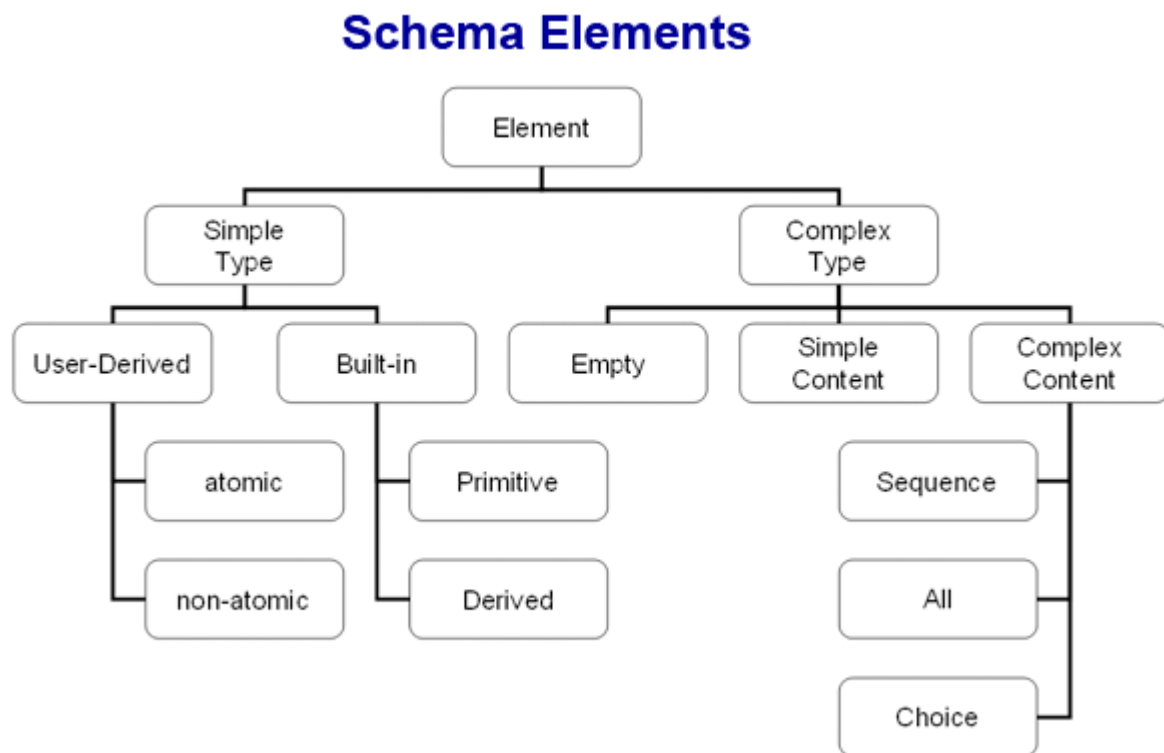 Schema Elements
Element
Simple
Type
Complex
Type
User-Derived
Built-in
Empty
Simple
Content
Complex
Content
atomic
Primitive
Sequence
non-atomic
Derived
All
Choice